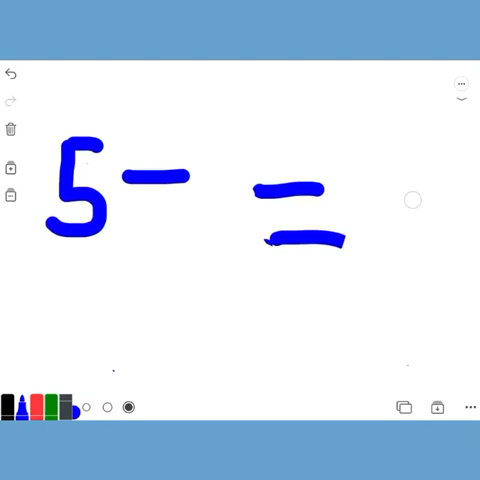 5 - =